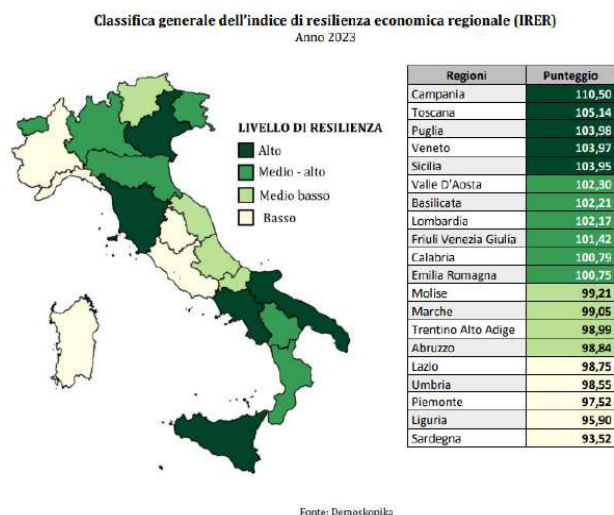 Classifica generale dell'indice di resilienza economica regionale (IRER)
Anno 2023
LIVELLO DI RESILIENZA
Alto
Medio - alto
Medio basso
Basso
Regioni Punteggio
Campania 110,50
Toscana 105,14
Puglia 103,98
Veneto 103,97
Sicilia 103,95
Valle D'Aosta 102,30
Basilicata 102,21
Lombardia 102,17
Friuli Venezia Giulia 101,42
Calabria 100,79
Emilia Romagna 100,75
Molise 99,21
Marche 99,05
Trentino Alto Adige 98,99
Abruzzo 98,84
Lazio 98,75
Umbria 98,55
Piemonte 97,52
Liguria 95,90
Sardegna 93,52
Fonte: Demoskopika